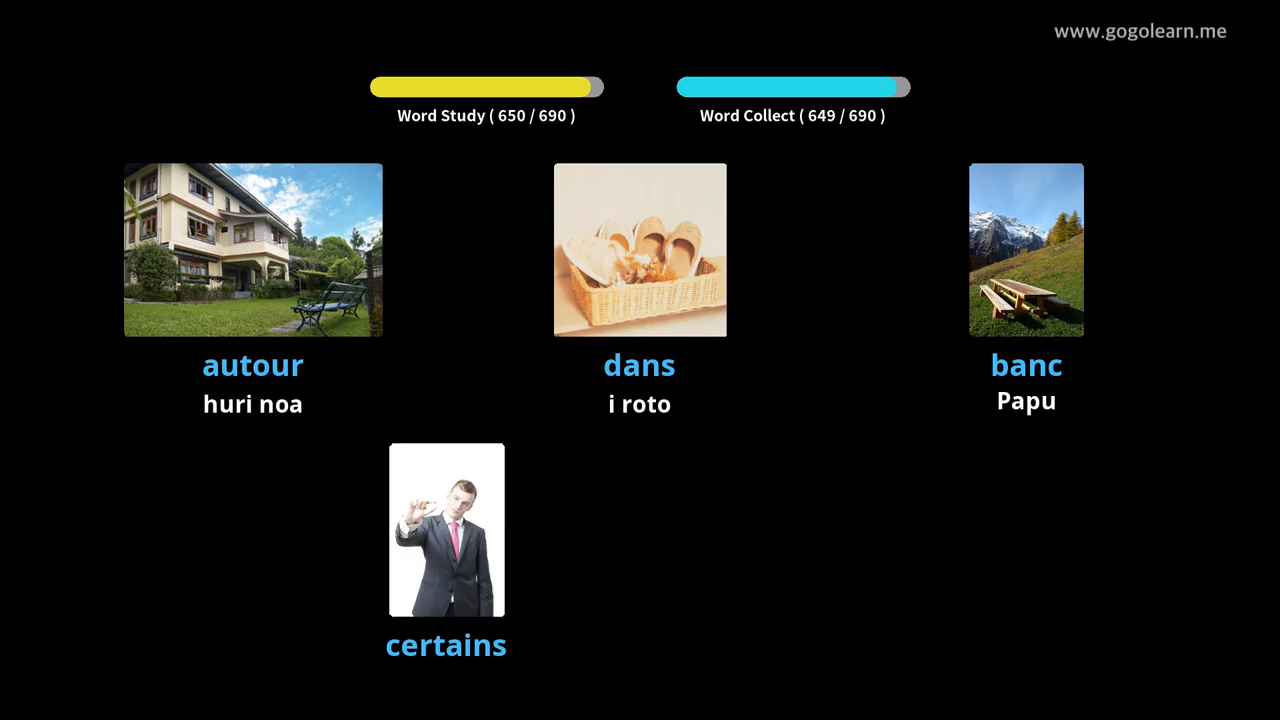 www.gogolearn.me
Word Study ( 650 / 690 )
Word Collect ( 649 / 690 )
autour
dans
banc
huri noa
i roto
Papu
certains